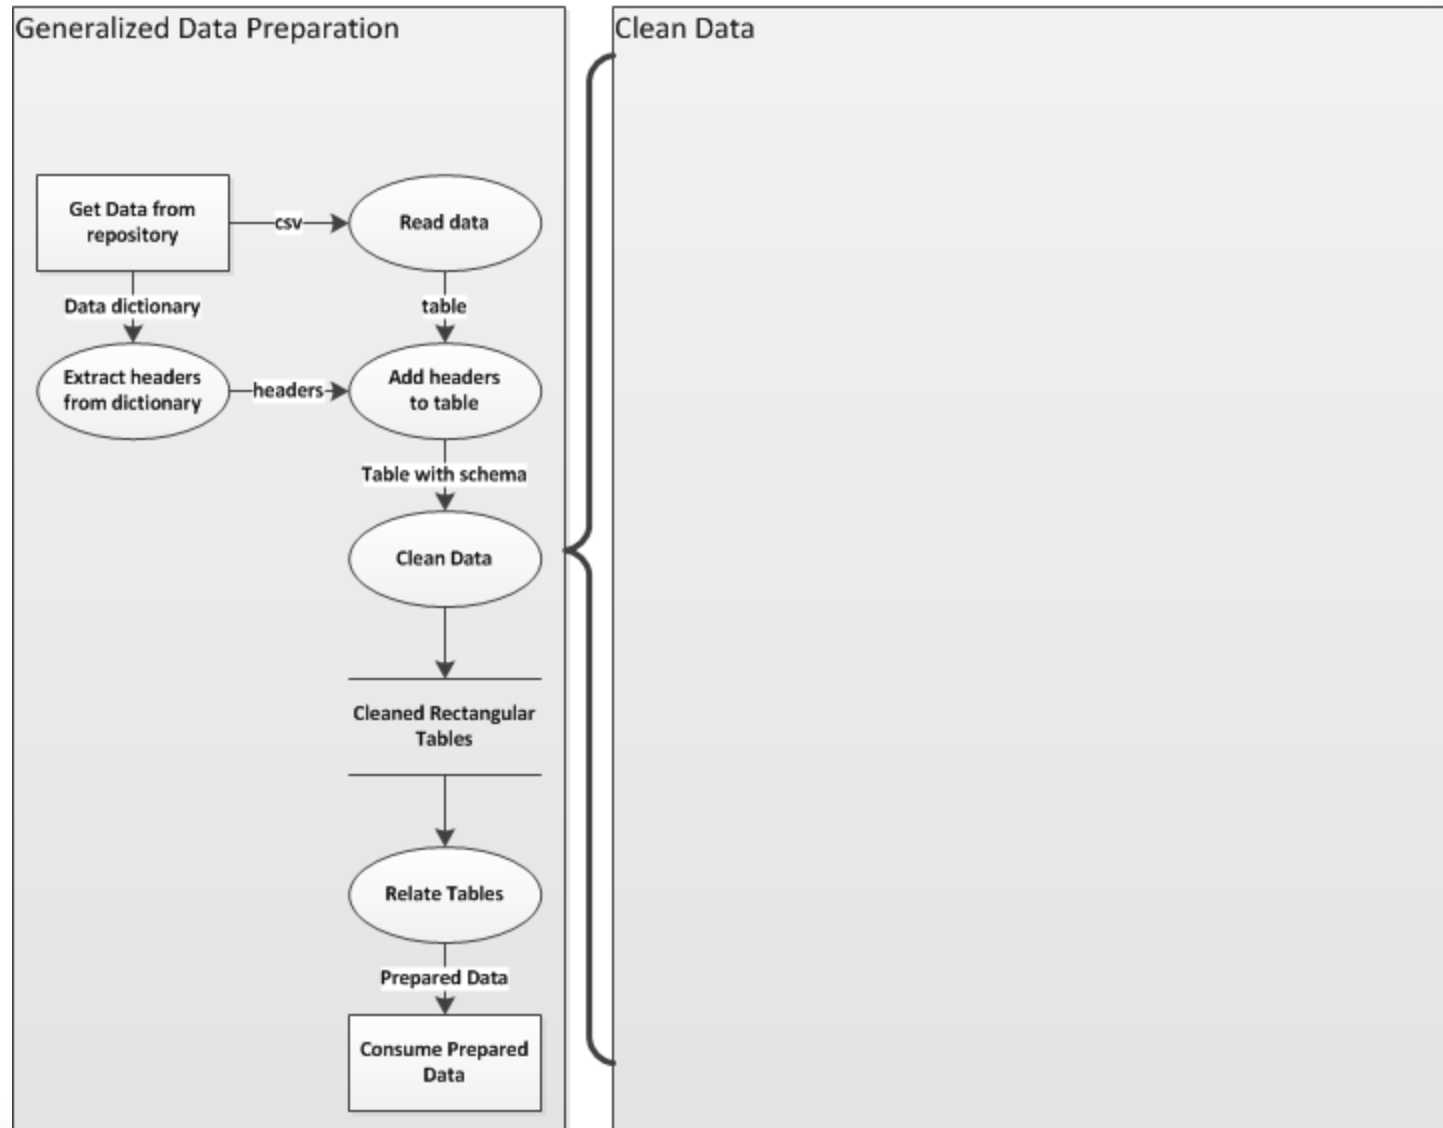 Generalized Data Preparation
Clean Data
Get Data from
repository
csv
Read data
Data dictionary
table
Extract headers
from dictionary
headers
Add headers
to table
Table with schema
Clean Data
Cleaned Rectangular
Tables
Relate Tables
Prepared Data
Consume Prepared
Data